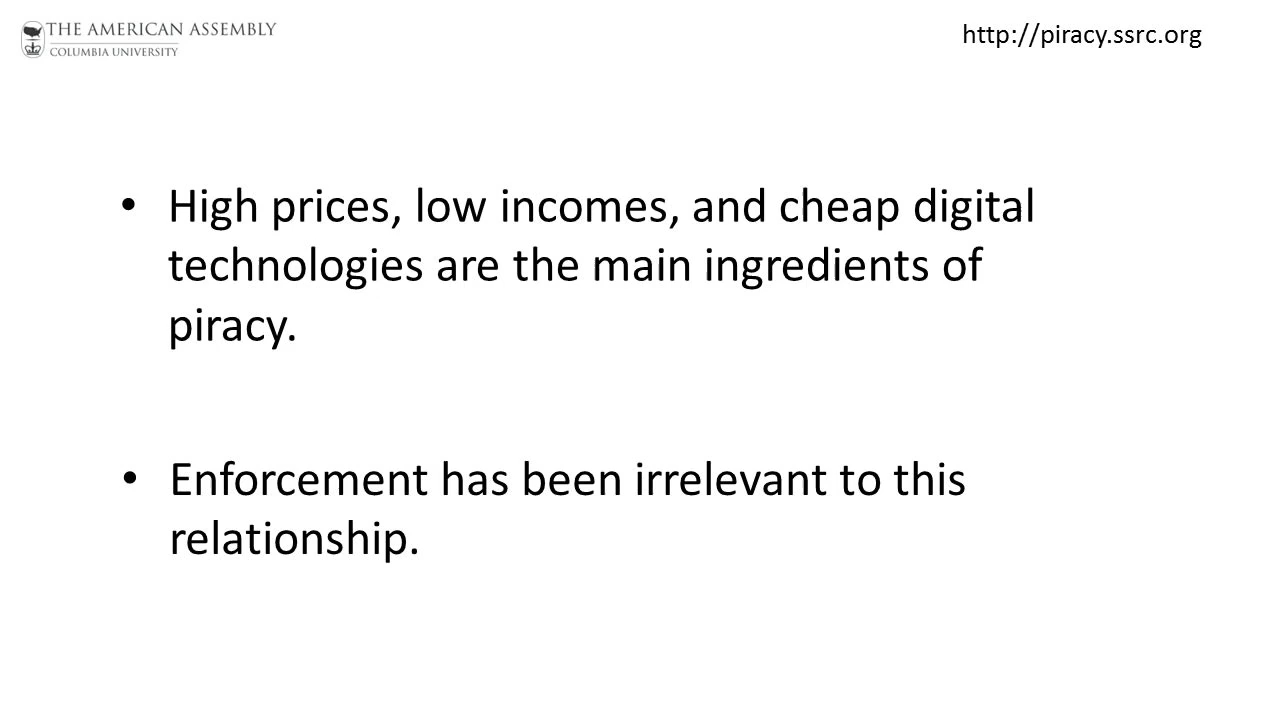 THE AMERICAN ASSEMBLY
COLUMBIA UNIVERSITY
http://piracy.ssrc.org
• High prices, low incomes, and cheap digital
technologies are the main ingredients of
piracy.
• Enforcement has been irrelevant to this
relationship.